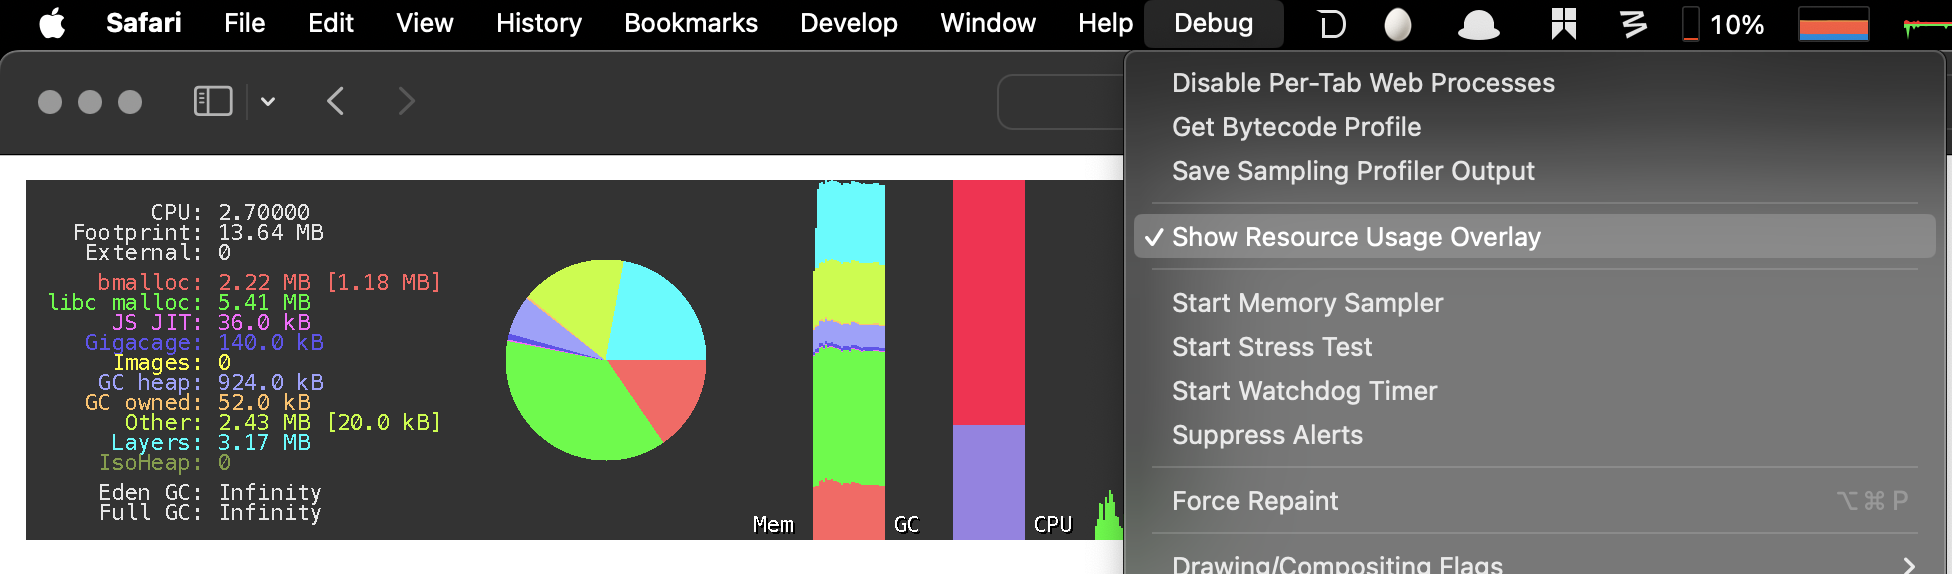 Safari File Edit View History Bookmarks Develop Window Help Debug 10%
Disable Per-Tab Web Processes
Get Bytecode Profile
Save Sampling Profiler Output
✓ Show Resource Usage Overlay
Start Memory Sampler
Start Stress Test
Start Watchdog Timer
Suppress Alerts
Force Repaint ⌥⌘P
Drawing/Compositing Flags
CPU: 2.70000
Footprint: 13.64 MB
External: 0
bmalloc: 2.22 MB [1.18 MB]
libc malloc: 5.41 MB
JS JIT: 36.0 kB
Gigacage: 140.0 kB
Images: 0
GC heap: 924.0 kB
GC owned: 52.0 kB
Other: 2.43 MB [20.0 kB]
Layers: 3.17 MB
IsoHeap: 0
Eden GC: Infinity
Full GC: Infinity
Mem GC CPU